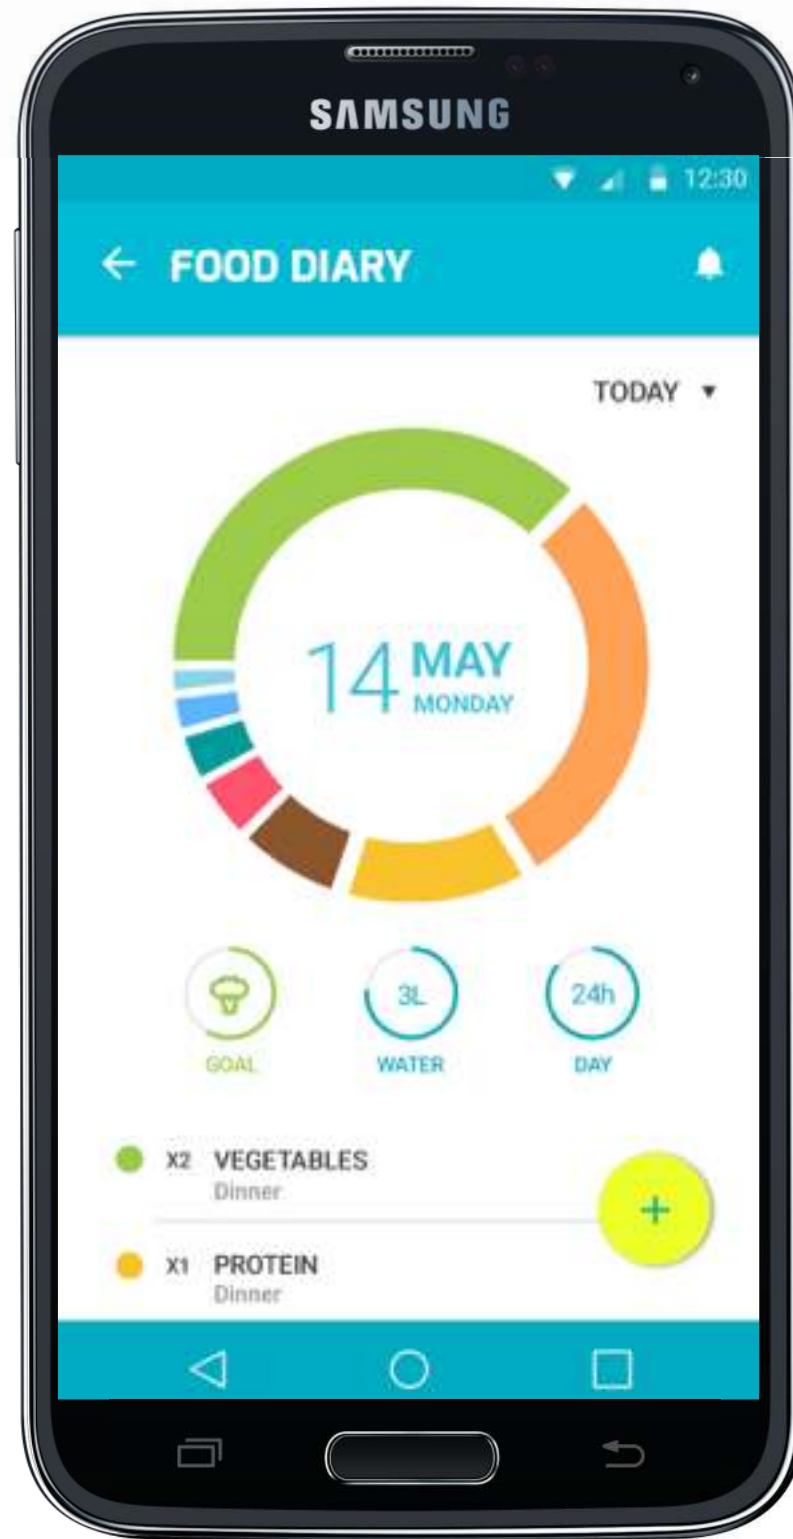 SAMSUNG
12:30
FOOD DIARY
TODAY
14 MAY
MONDAY
3L
24h
GOAL
WATER
DAY
X2 VEGETABLES
Dinner
+
X1 PROTEIN
Dinner